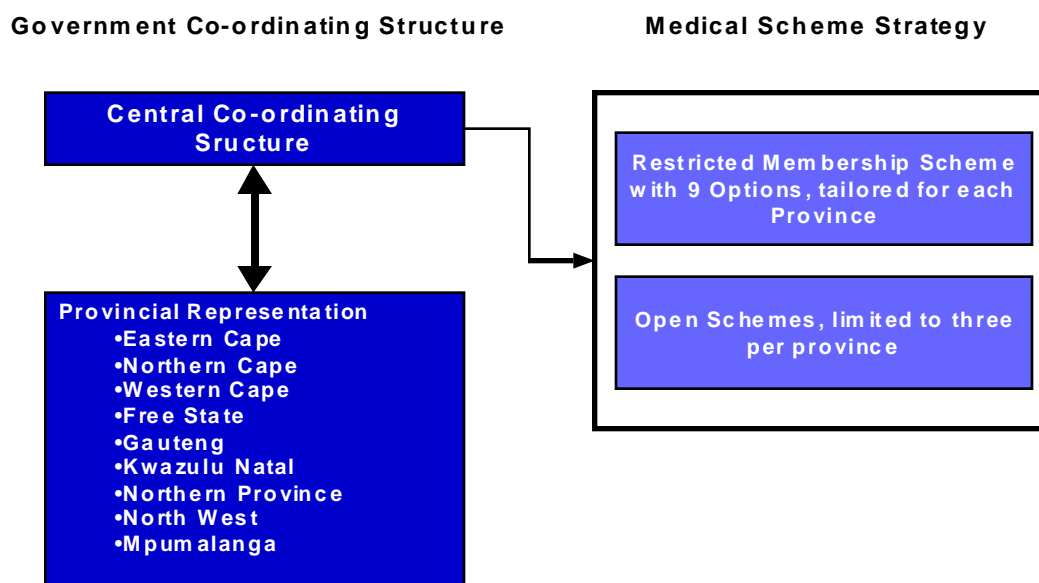 Government Co-ordinating Structure
Medical Scheme Strategy
Central Co-ordinating
Sructure
Restricted Membership Scheme
with 9 Options, tailored for each
Province
Provincial Representation
•Eastern Cape
•Northern Cape
•Western Cape
•Free State
•Gauteng
•Kwazulu Natal
•Northern Province
•North West
•Mpumalanga
Open Schemes, limited to three
per province